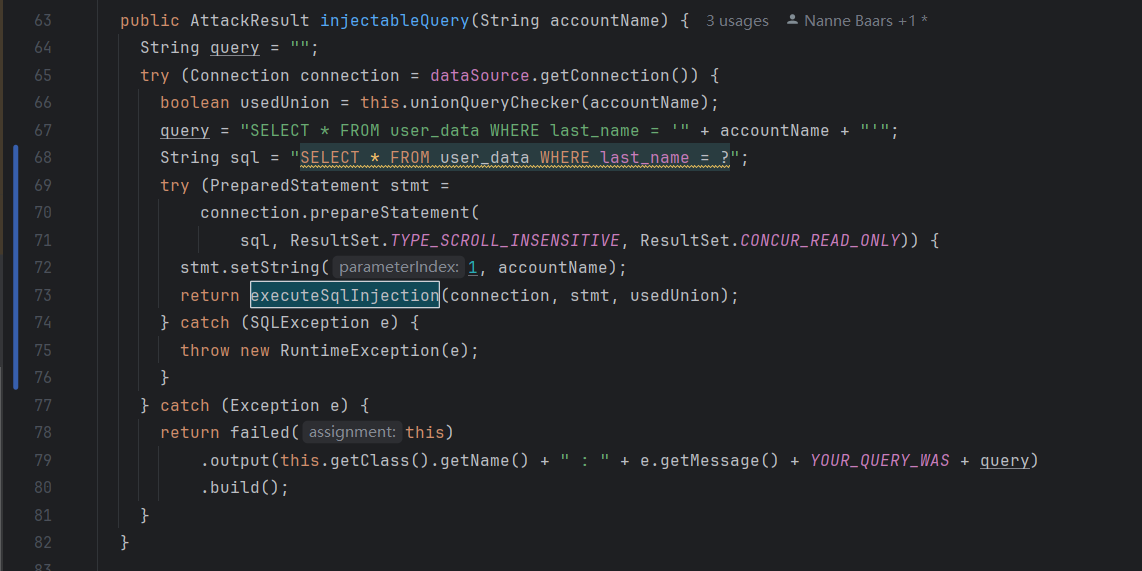 63 public AttackResult injectableQuery(String accountName) { 3 usages Nanne Baars +1 *
64 String query = "";
65 try (Connection connection = dataSource.getConnection()) {
66 boolean usedUnion = this.unionQueryChecker(accountName);
67 query = "SELECT * FROM user_data WHERE last_name = '" + accountName + "'";
68 String sql = "SELECT * FROM user_data WHERE last_name = ?";
69 try (PreparedStatement stmt =
70 connection.prepareStatement(
71 sql, ResultSet.TYPE_SCROLL_INSENSITIVE, ResultSet.CONCUR_READ_ONLY)) {
72 stmt.setString( parameterIndex: 1, accountName);
73 return executeSqlInjection(connection, stmt, usedUnion);
74 } catch (SQLException e) {
75 throw new RuntimeException(e);
76 }
77 } catch (Exception e) {
78 return failed( assignment: this)
79 .output(this.getClass().getName() + " : " + e.getMessage() + YOUR_QUERY_WAS + query)
80 .build();
81 }
82 }
83